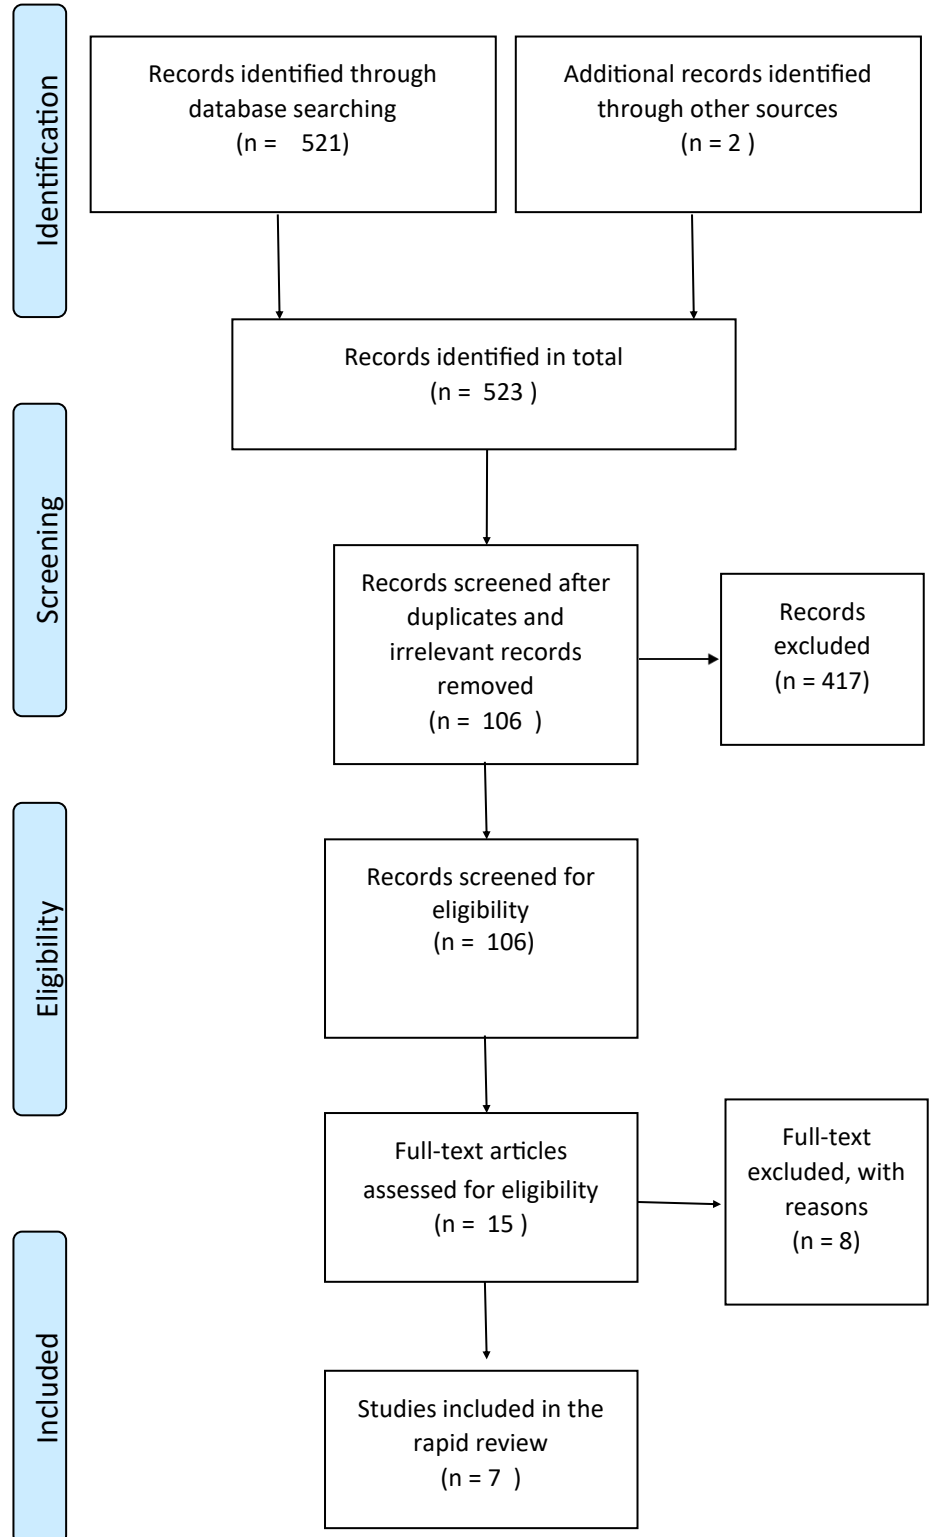 Identification
Records identified through
database searching
(n = 521)
Additional records identified
through other sources
(n = 2 )
Records identified in total
(n = 523 )
Screening
Records screened after
duplicates and
irrelevant records
removed
(n = 106 )
Records
excluded
(n = 417)
Eligibility
Records screened for
eligibility
(n = 106)
Full-text articles
assessed for eligibility
(n = 15 )
Full-text
excluded, with
reasons
(n = 8)
Included
Studies included in the
rapid review
(n = 7 )